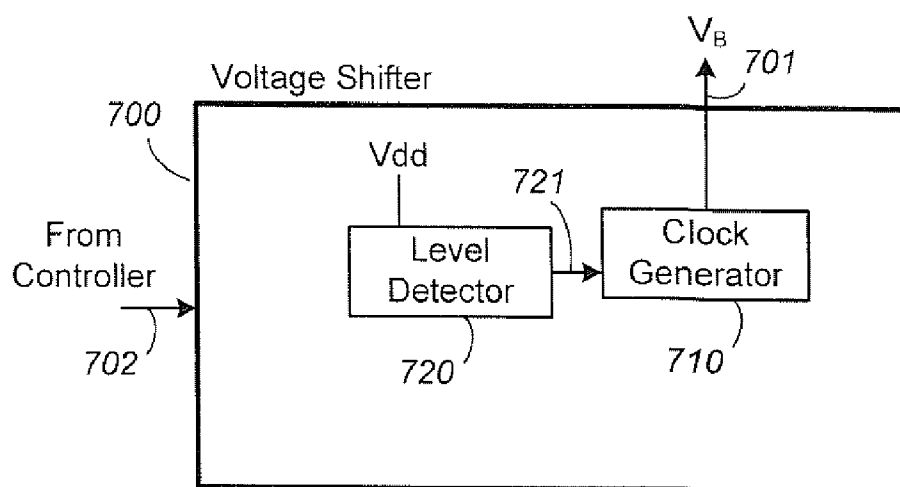 V_B
701
Voltage Shifter
700
Vdd
721
From
Controller
Level
Detector
Clock
Generator
702
720
710